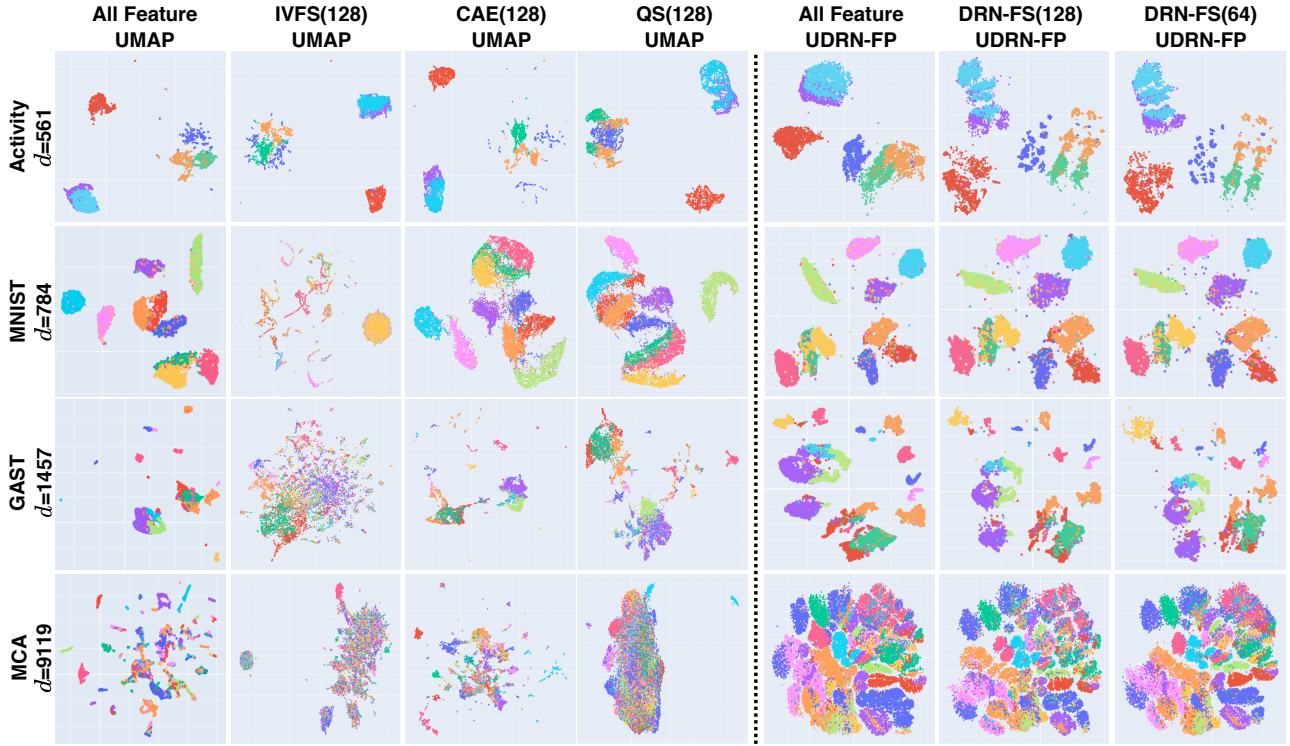 All Feature IVFS(128) CAE(128) QS(128) All Feature DRN-FS(128) DRN-FS(64)
UMAP UMAP UMAP UMAP UDRN-FP UDRN-FP UDRN-FP
Activity
d=561
MNIST
d=784
GAST
d=1457
MCA
d=9119